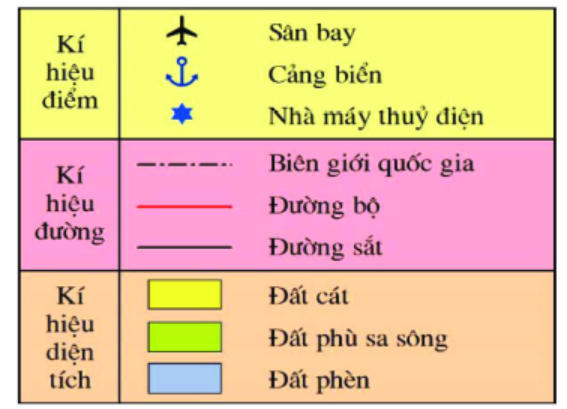 Kí
hiệu
điểm
Sân bay
Cảng biển
Nhà máy thuỷ điện
Kí
hiệu
đường
Biên giới quốc gia
Đường bộ
Đường sắt
Kí
hiệu
diện
tích
Đất cát
Đất phù sa sông
Đất phèn